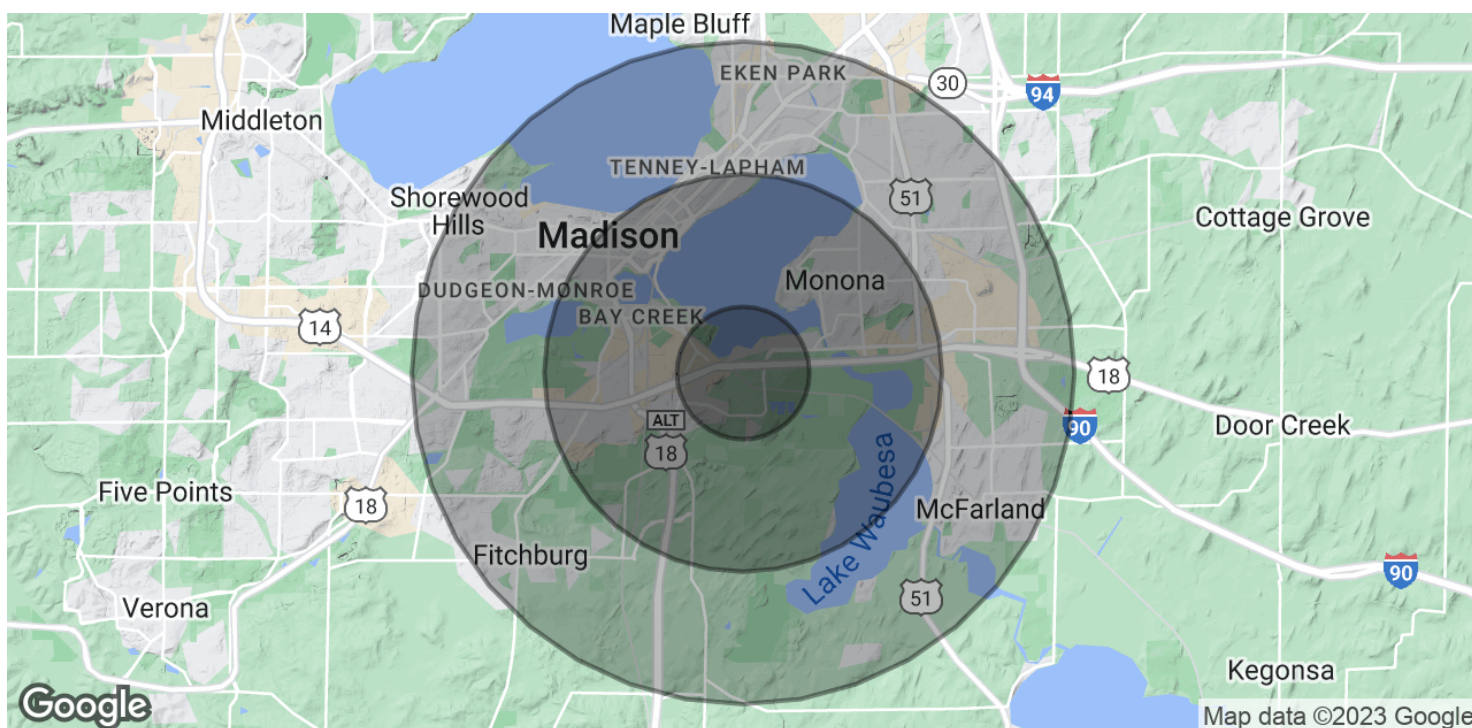 Maple Bluff
EKEN PARK
30
94
Middleton
TENNEY-LAPHAM
Shorewood
Hills
51
Cottage Grove
Madison
Monona
DUDGEON-MONROE
BAY CREEK
14
18
ALT
18
90
Door Creek
Five Points
18
Lake Waubesa
McFarland
Fitchburg
90
51
Verona
Kegonsa
Google
Map data ©2023 Google